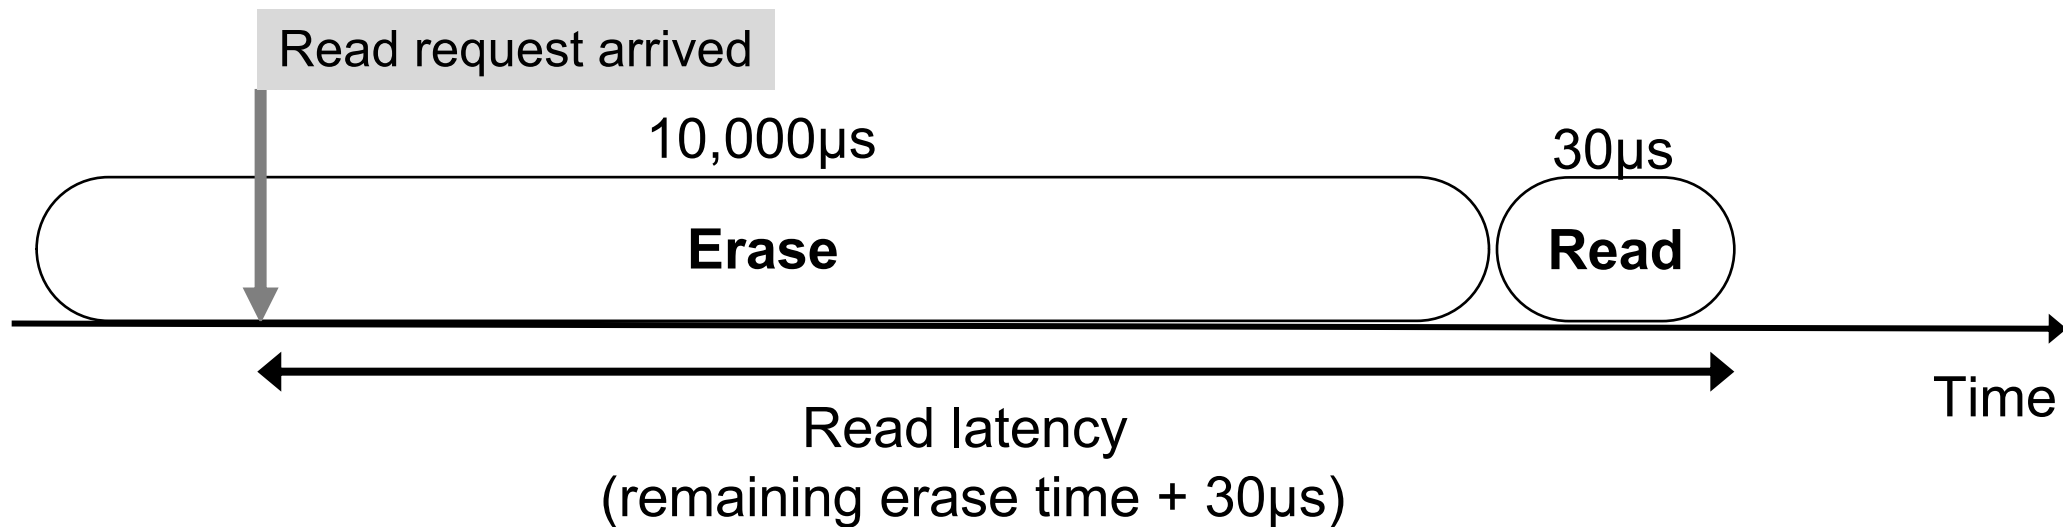 Read request arrived
10,000µs
30µs
Erase
Read
Time
Read latency
(remaining erase time + 30µs)